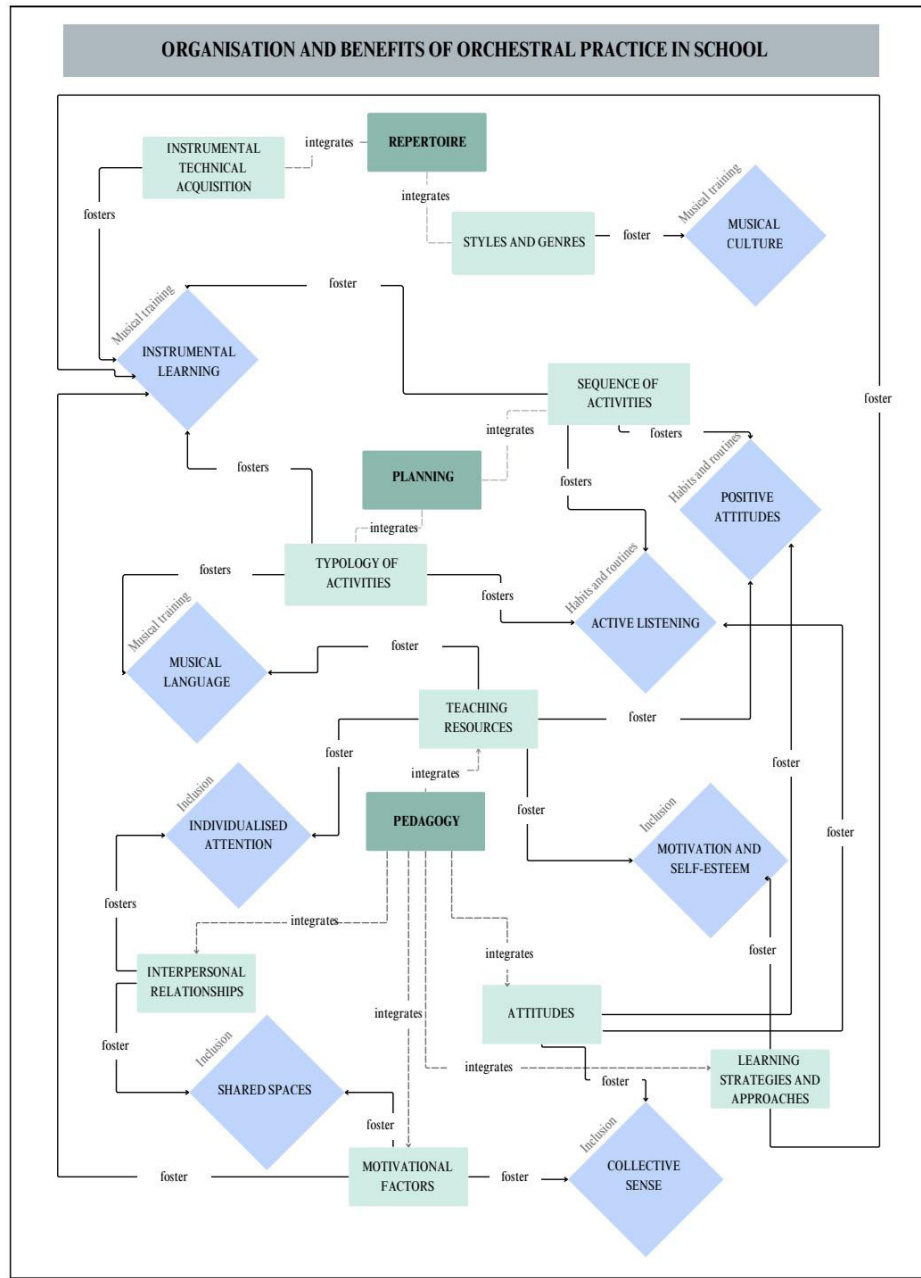 ORGANISATION AND BENEFITS OF ORCHESTRAL PRACTICE IN SCHOOL
INSTRUMENTAL
TECHNICAL
ACQUISITION
integrates
REPERTOIRE
integrates
fosters
STYLES AND GENRES
foster
Musical training
MUSICAL
CULTURE
foster
Musical training
INSTRUMENTAL
LEARNING
SEQUENCE OF
ACTIVITIES
foster
integrates
fosters
Habits and routines
POSITIVE
ATTITUDES
fosters
PLANNING
fosters
integrates
TYPOLOGY OF
ACTIVITIES
fosters
fosters
Habits and routines
ACTIVE LISTENING
Musical training
MUSICAL
LANGUAGE
foster
TEACHING
RESOURCES
foster
foster
integrates
foster
foster
foster
Inclusion
INDIVIDUALISED
ATTENTION
PEDAGOGY
Inclusion
MOTIVATION AND
SELF-ESTEEM
fosters
integrates
foster
integrates
INTERPERSONAL
RELATIONSHIPS
ATTITUDES
integrates
foster
Inclusion
SHARED SPACES
integrates
foster
LEARNING
STRATEGIES AND
APPROACHES
Inclusion
COLLECTIVE
SENSE
foster
MOTIVATIONAL
FACTORS
foster
foster